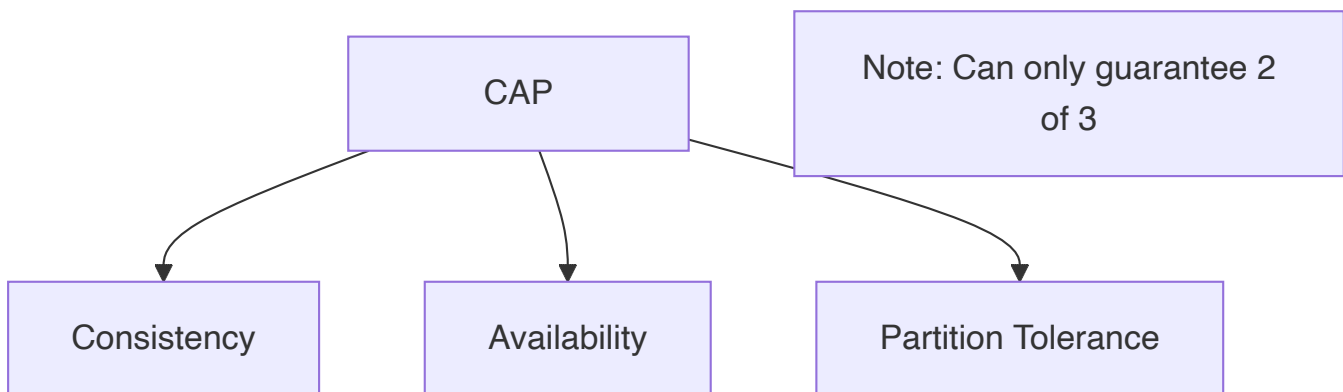 CAP
Note: Can only guarantee 2
of 3
Consistency
Availability
Partition Tolerance